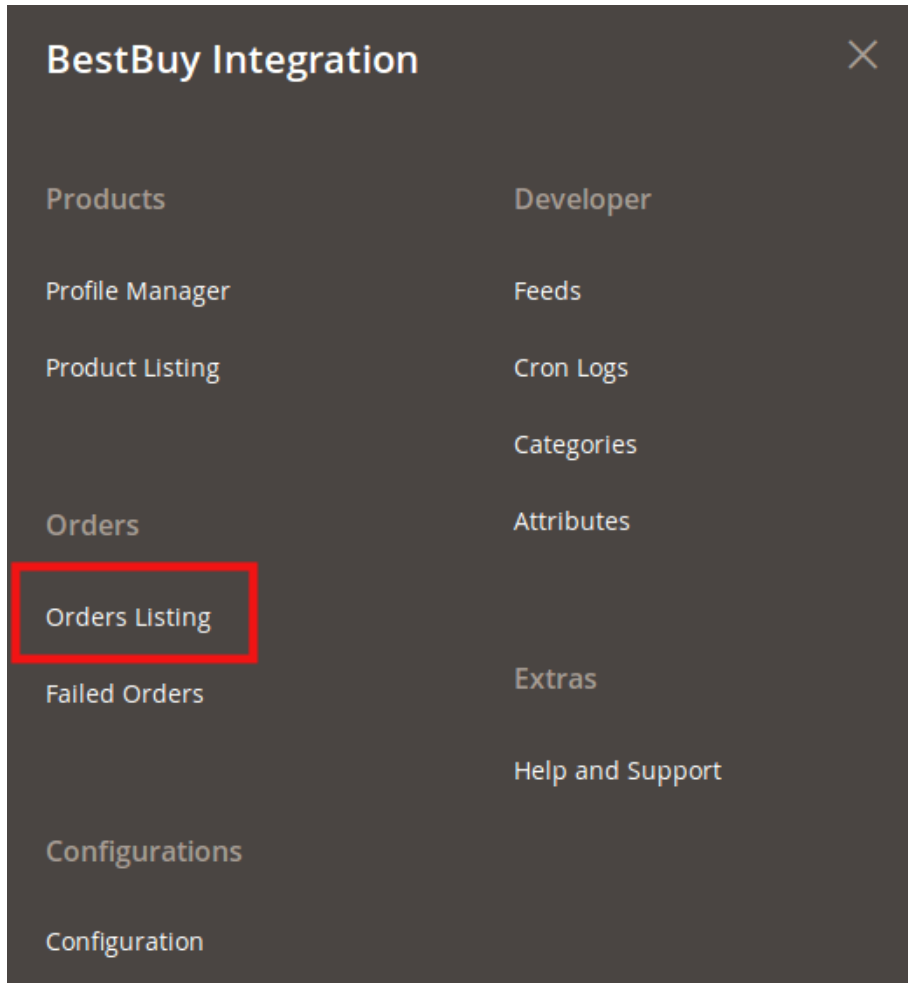 BestBuy Integration
Products
Profile Manager
Product Listing
Orders
Orders Listing
Failed Orders
Configurations
Configuration
Developer
Feeds
Cron Logs
Categories
Attributes
Extras
Help and Support